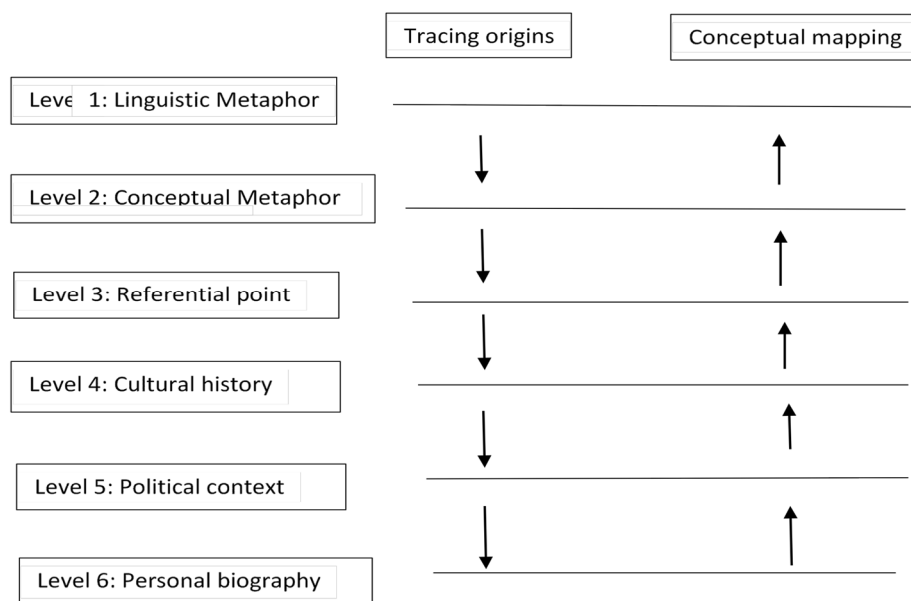 Tracing origins
Conceptual mapping
Leve 1: Linguistic Metaphor
Level 2: Conceptual Metaphor
Level 3: Referential point
Level 4: Cultural history
Level 5: Political context
Level 6: Personal biography